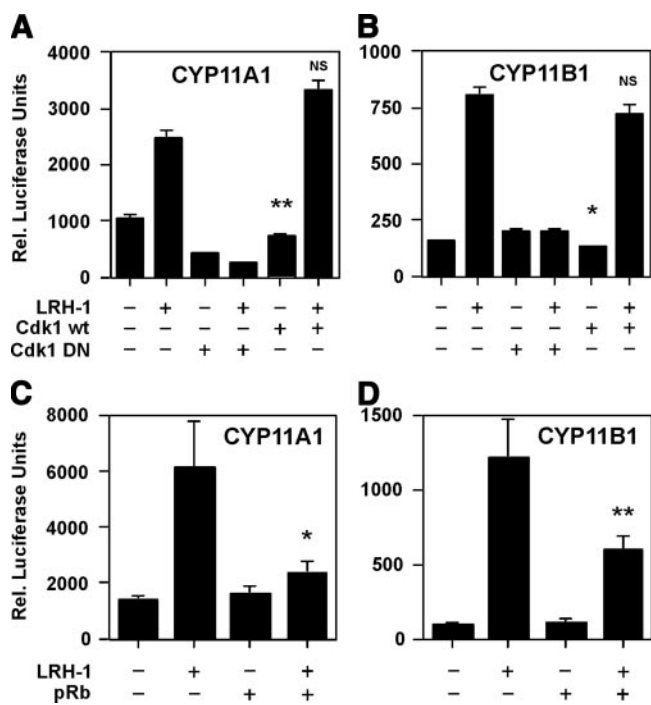 A
B
4000
3000
2000
1000
0
Rel. Luciferase Units
CYP11A1
**
NS
1000
750
500
250
0
CYP11B1
*
NS
LRH-1 – + – + – + – + – + – +
Cdk1 wt – – – – + + – – – – + +
Cdk1 DN – – + + – – – – + + – –
C
D
8000
6000
4000
2000
0
Rel. Luciferase Units
CYP11A1
*
1500
1000
500
0
CYP11B1
**
LRH-1 – + – + – + – +
pRb – – + + – – + +